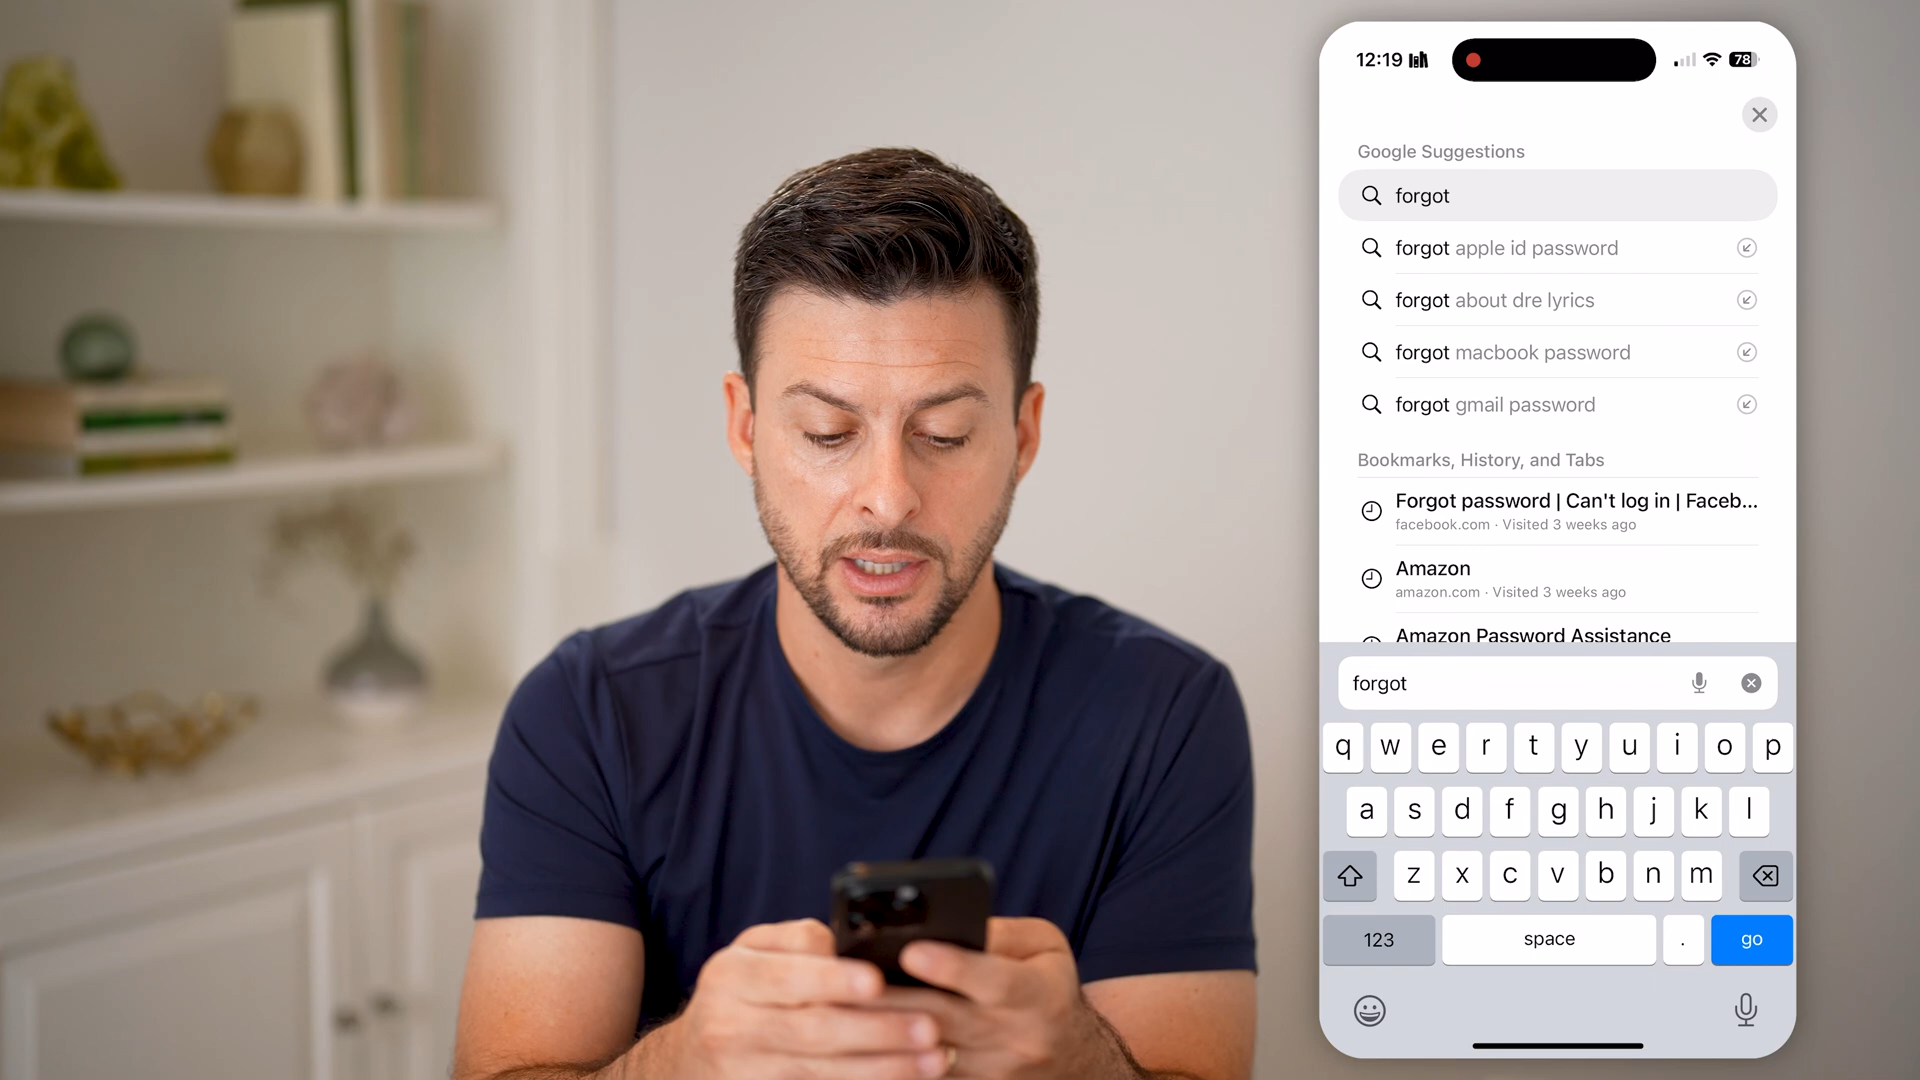 12:19
78
Google Suggestions
forgot
forgot apple id password
forgot about dre lyrics
forgot macbook password
forgot gmail password
Bookmarks, History, and Tabs
Forgot password | Can't log in | Faceb...
facebook.com · Visited 3 weeks ago
Amazon
amazon.com · Visited 3 weeks ago
Amazon Password Assistance
forgot
q w e r t y u i o p
a s d f g h j k l
z x c v b n m
123 space . go